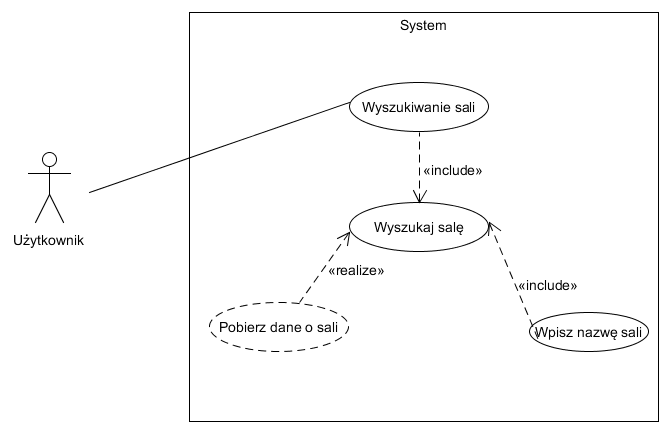 System
Wyszukiwanie sali
«include»
Użytkownik
Wyszukaj salę
«realize»
«include»
Pobierz dane o sali
Wpisz nazwę sali